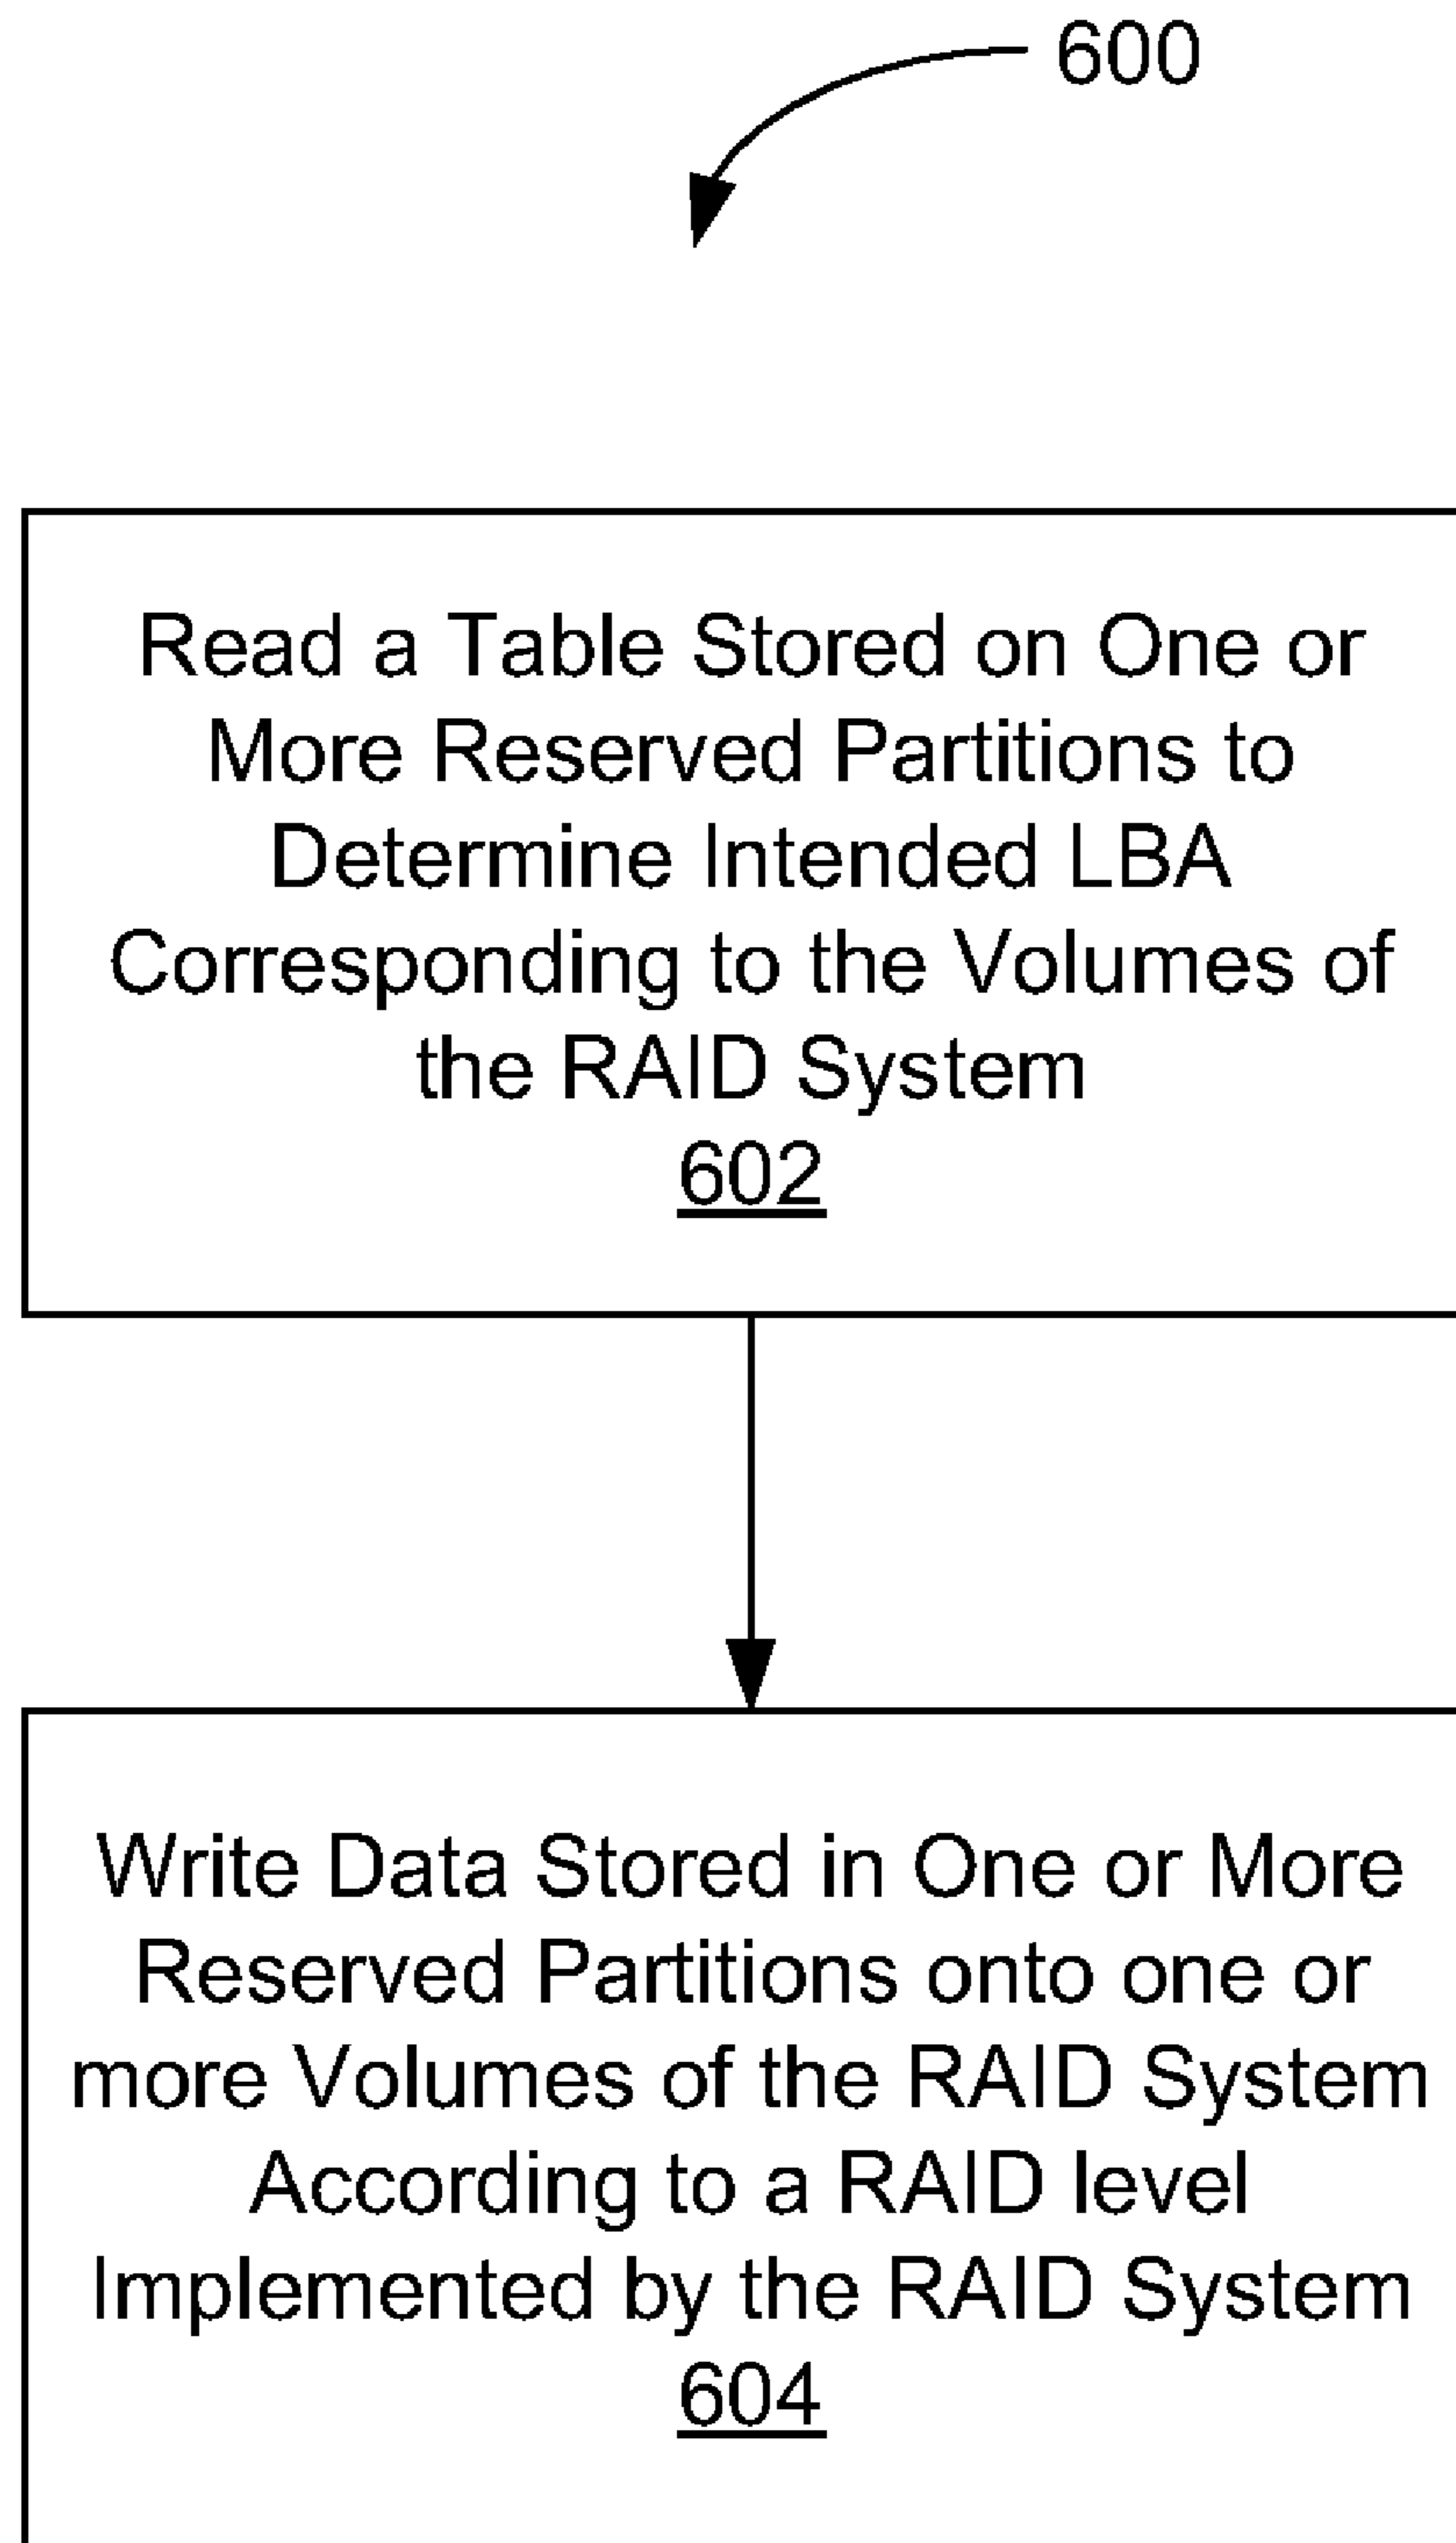 600
Read a Table Stored on One or
More Reserved Partitions to
Determine Intended LBA
Corresponding to the Volumes of
the RAID System
602
Write Data Stored in One or More
Reserved Partitions onto one or
more Volumes of the RAID System
According to a RAID level
Implemented by the RAID System
604